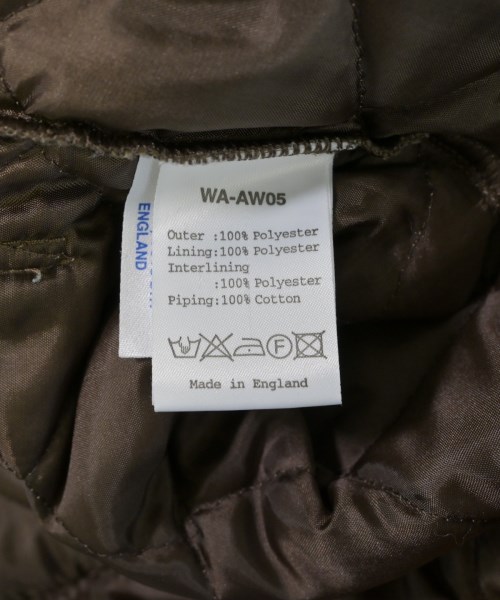 WA-AW05
Outer :100% Polyester
Lining:100% Polyester
Interlining
:100% Polyester
Piping:100% Cotton
F
Made in England
ENGLAND